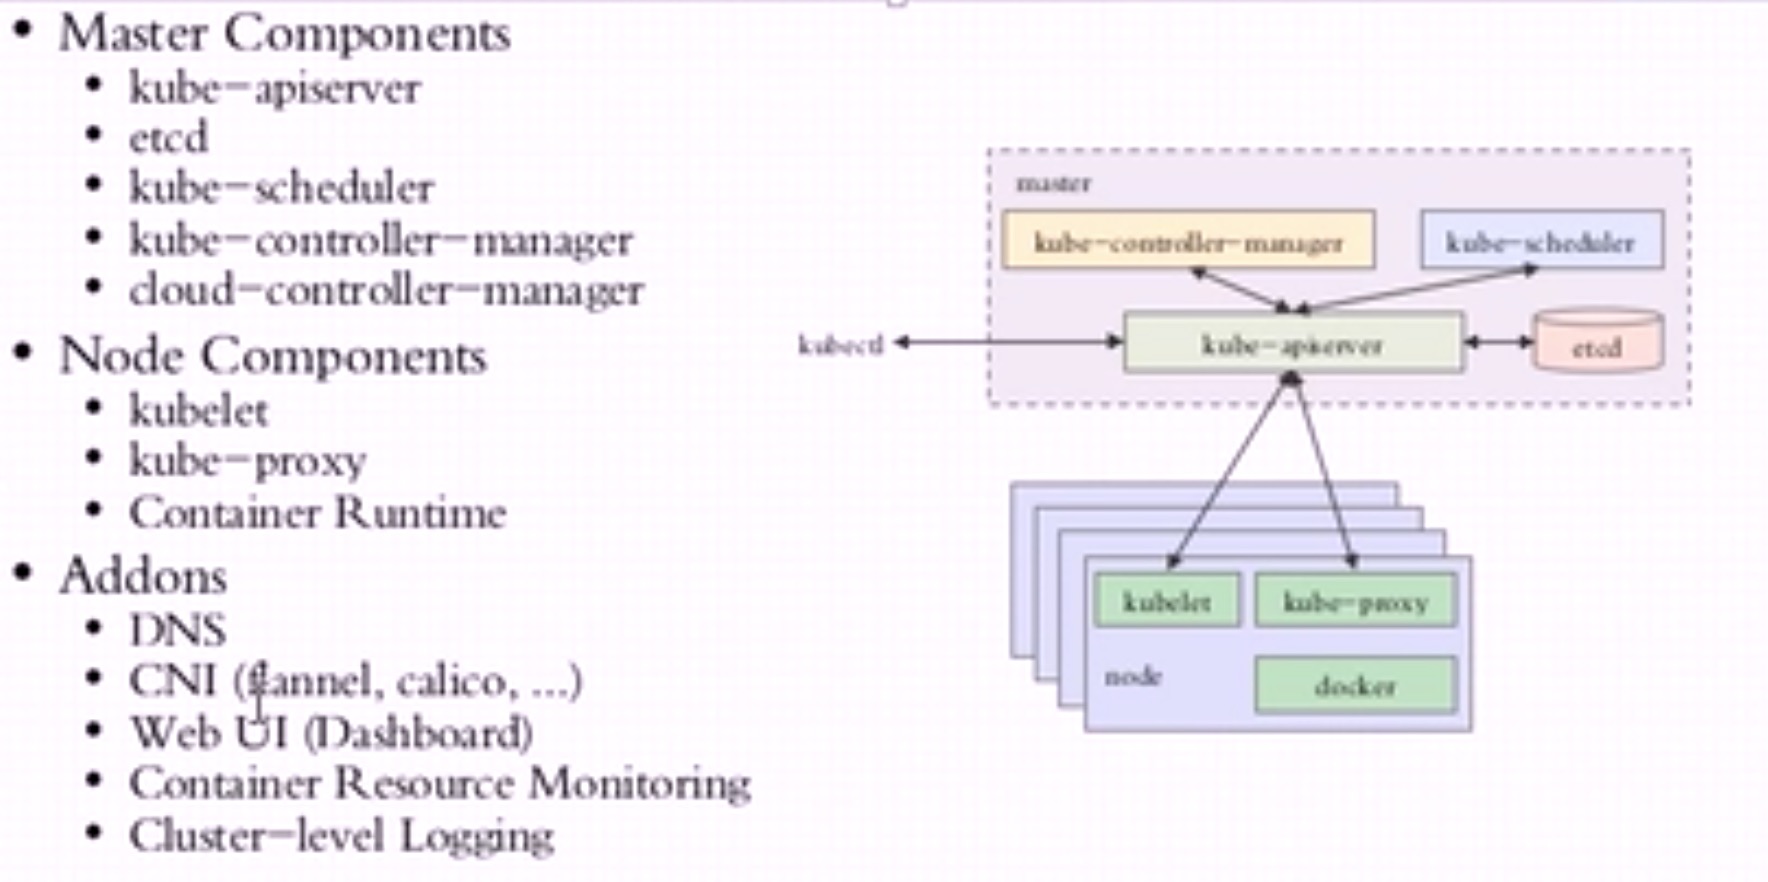 Master Components
kube-apiserver
etcd
kube-scheduler
kube-controller-manager
cloud-controller-manager
Node Components
kubelet
kube-proxy
Container Runtime
Addons
DNS
CNI (flannel, calico, ...)
Web UI (Dashboard)
Container Resource Monitoring
Cluster-level Logging
master
kube-controller-manager
kube-scheduler
kubectl
kube-apiserver
etcd
kubelet
kube-proxy
node
docker